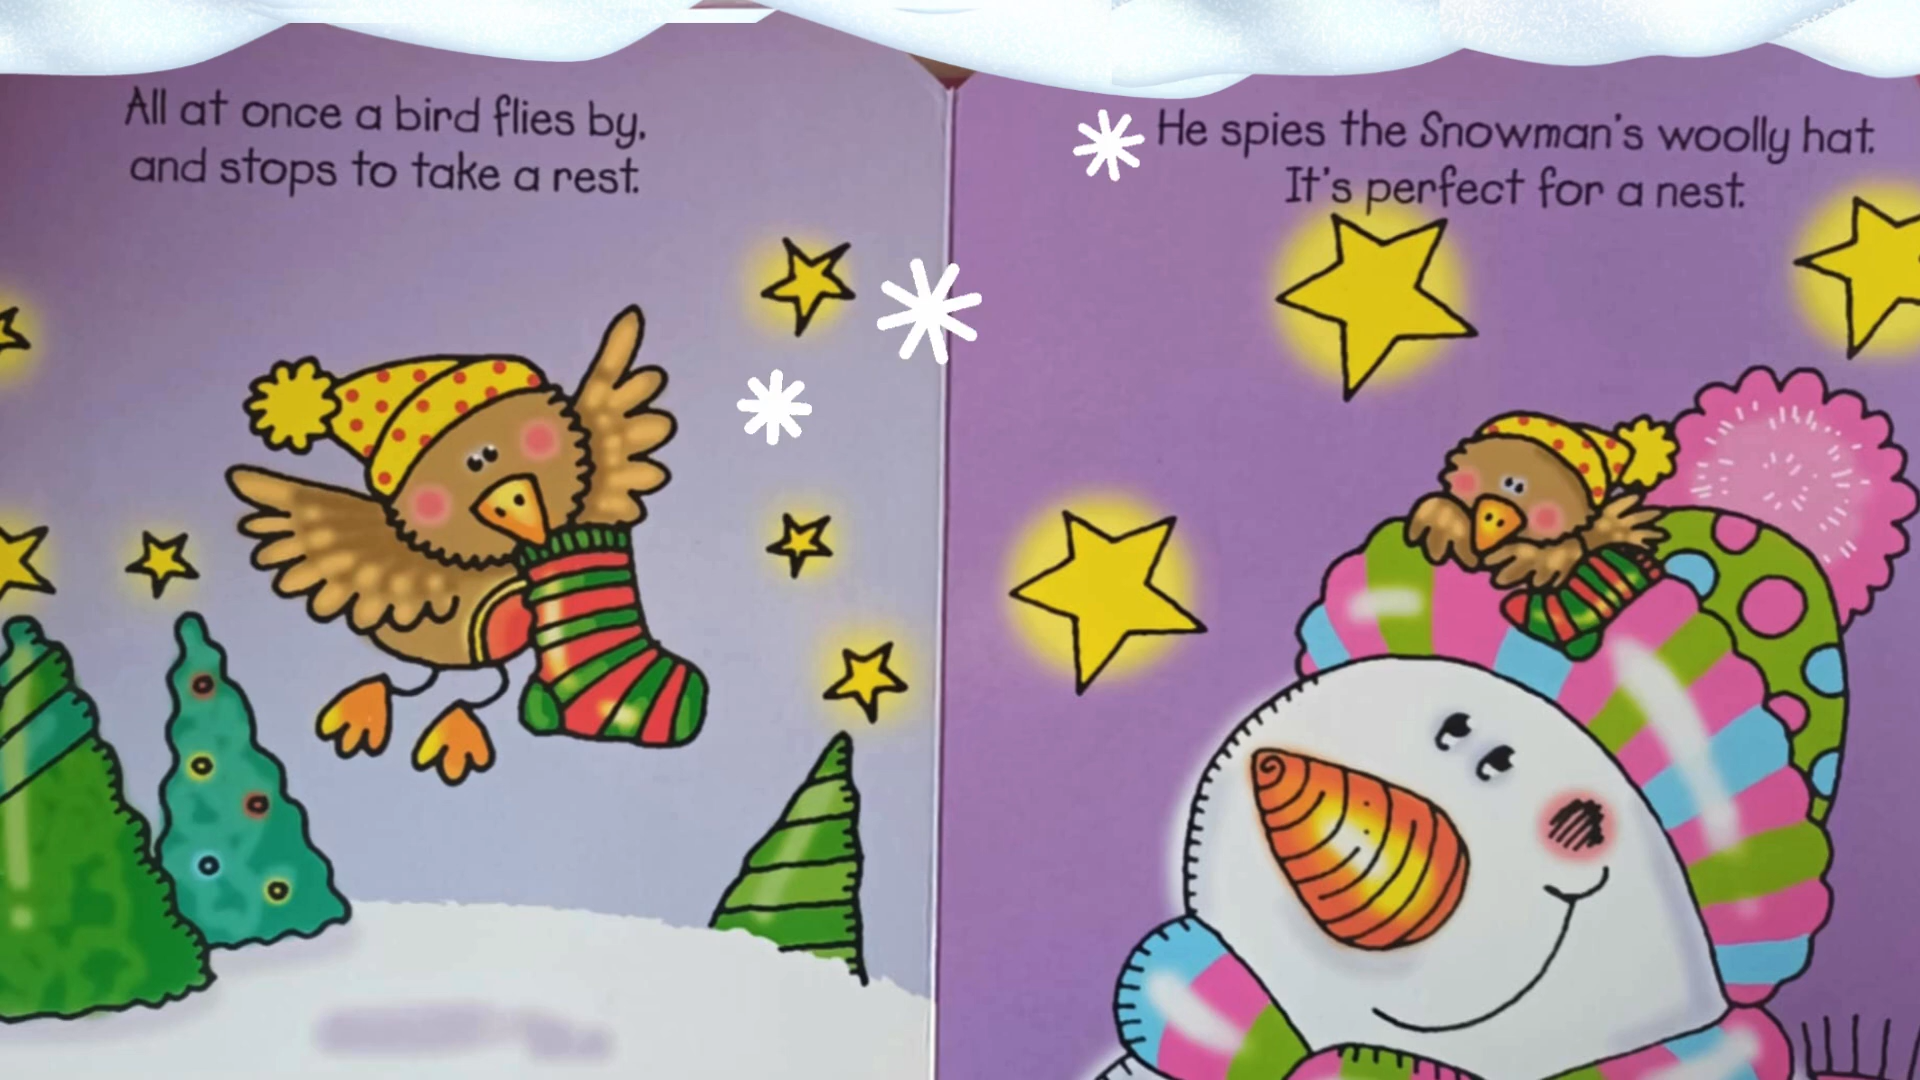 All at once a bird flies by,
and stops to take a rest.
He spies the Snowman's woolly hat.
It's perfect for a nest.